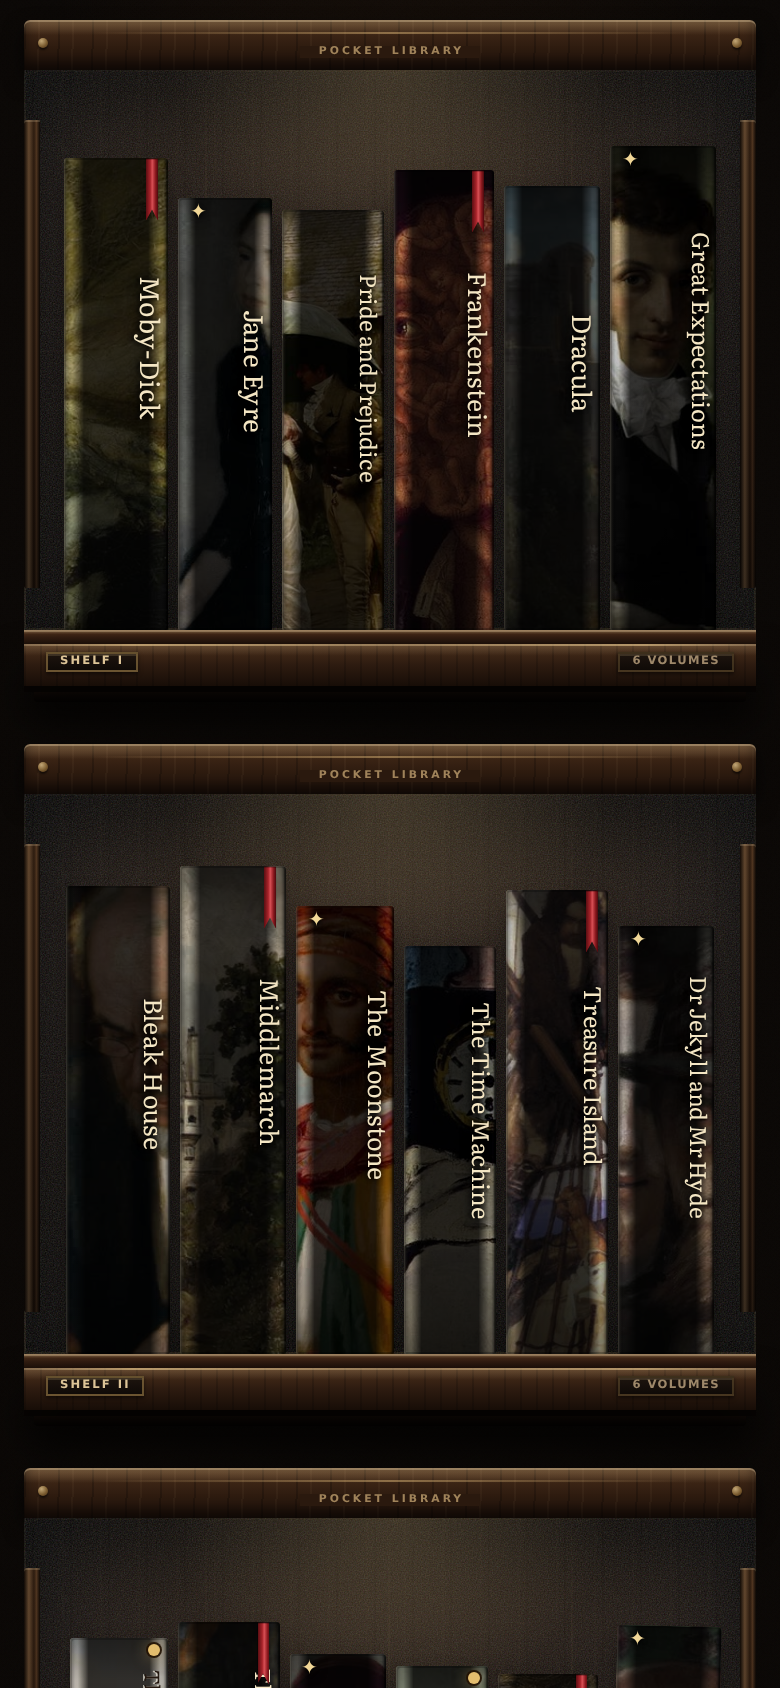 POCKET LIBRARY
Moby-Dick
Jane Eyre
Pride and Prejudice
Frankenstein
Dracula
Great Expectations
SHELF I
6 VOLUMES
POCKET LIBRARY
Bleak House
Middlemarch
The Moonstone
The Time Machine
Treasure Island
Dr Jekyll and Mr Hyde
SHELF II
6 VOLUMES
POCKET LIBRARY